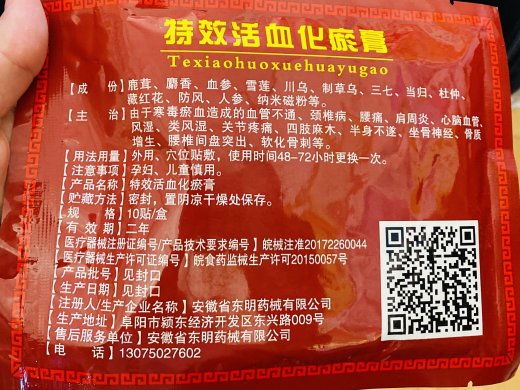 特效活血化瘀膏
Texiaohuoxuehuayugao
【成　份】鹿茸、麝香、血参、雪莲、川乌、制草乌、三七、当归、杜仲、
藏红花、防风、人参、纳米磁粉等。
【主　治】由于寒毒瘀血造成的血管不通、颈椎病、腰痛、肩周炎、心脑血管、
风湿、类风湿、关节疼痛、四肢麻木、半身不遂、坐骨神经、骨质
增生、腰椎间盘突出、软化骨刺等。
【用法用量】外用、穴位贴敷，使用时间48-72小时更换一次。
【注意事项】孕妇、儿童慎用。
【产品名称】特效活血化瘀膏
【贮藏方法】密封，置阴凉干燥处保存。
【规　格】10贴/盒
【有 效 期】二年
【医疗器械注册证编号/产品技术要求编号】皖械注准20172260044
【医疗器械生产许可证编号】皖食药监械生产许可20150057号
【产品批号】见封口
【生产日期】见封口
【注册人/生产企业名称】安徽省东明药械有限公司
【生产地址】阜阳市颍东经济开发区东兴路009号
【售后服务单位】安徽省东明药械有限公司
【电　话】13075027602